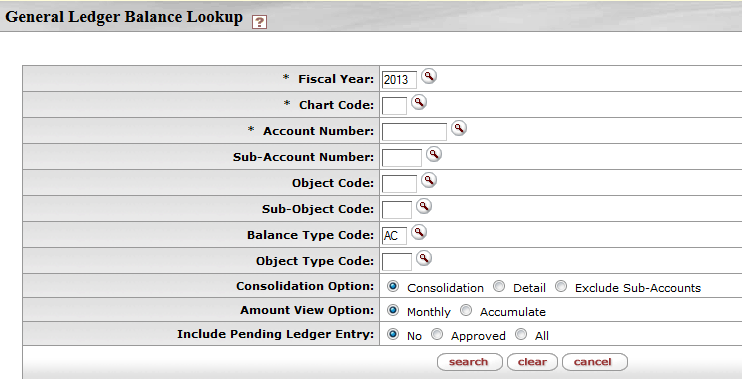 General Ledger Balance Lookup ?
* Fiscal Year: 2013
* Chart Code:
* Account Number:
Sub-Account Number:
Object Code:
Sub-Object Code:
Balance Type Code: AC
Object Type Code:
Consolidation Option: Consolidation Detail Exclude Sub-Accounts
Amount View Option: Monthly Accumulate
Include Pending Ledger Entry: No Approved All
search clear cancel